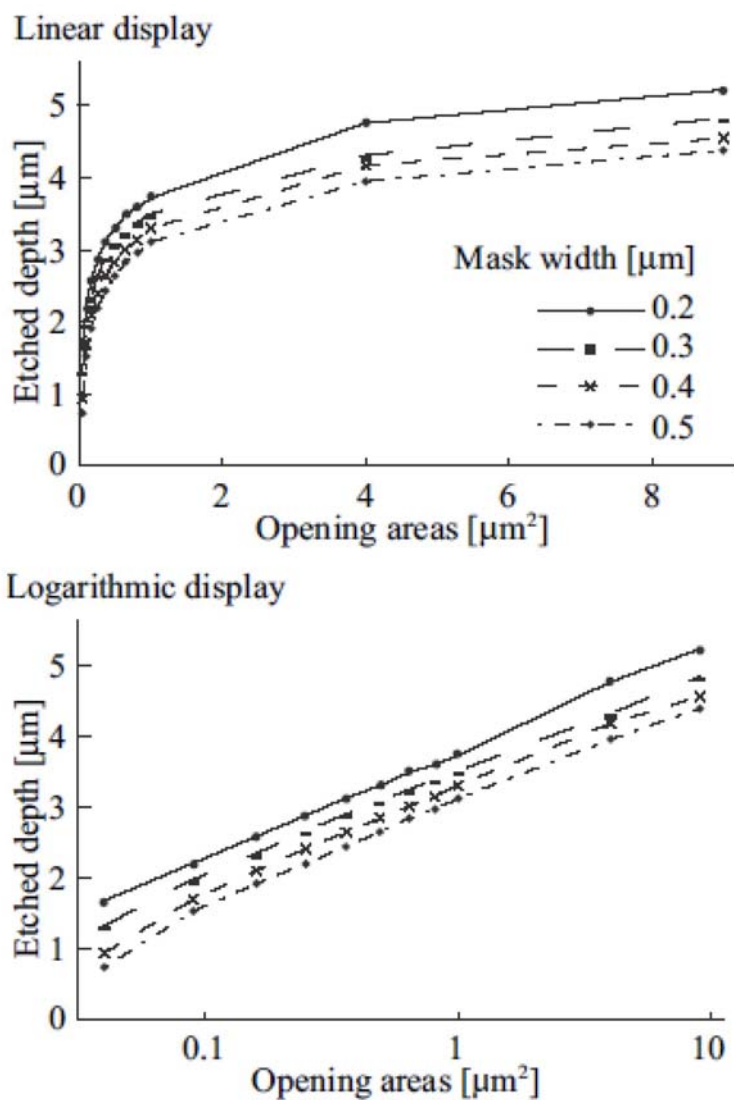 Linear display
Etched depth [μm]
5
4
3
2
1
0
0 2 4 6 8
Opening areas [μm²]
Mask width [μm]
0.2
0.3
0.4
0.5
Logarithmic display
Etched depth [μm]
5
4
3
2
1
0
0.1 1 10
Opening areas [μm²]